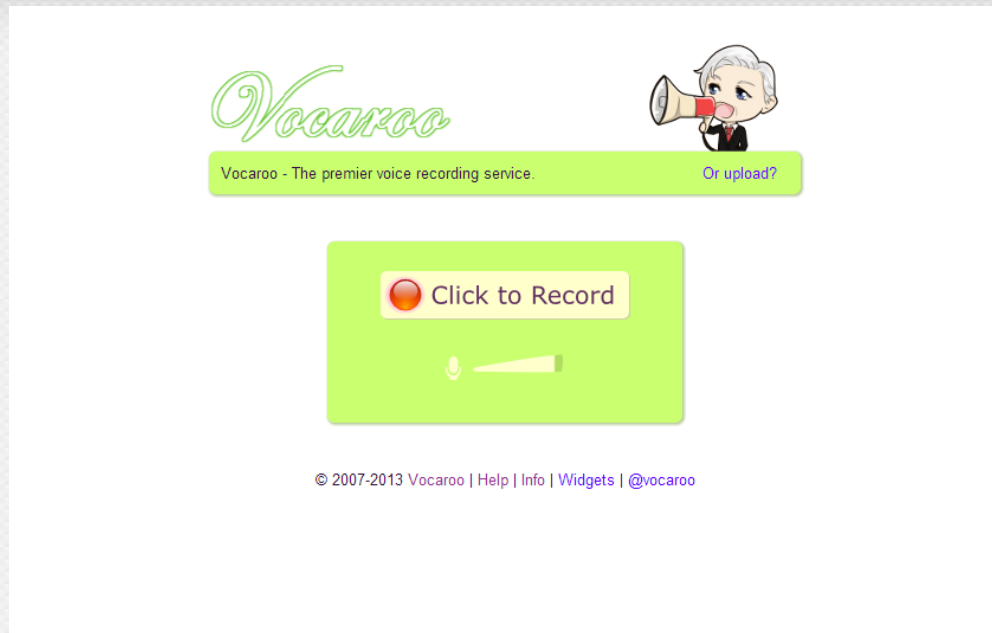 Vocaroo
Vocaroo - The premier voice recording service. Or upload?
Click to Record
© 2007-2013 Vocaroo | Help | Info | Widgets | @vocaroo